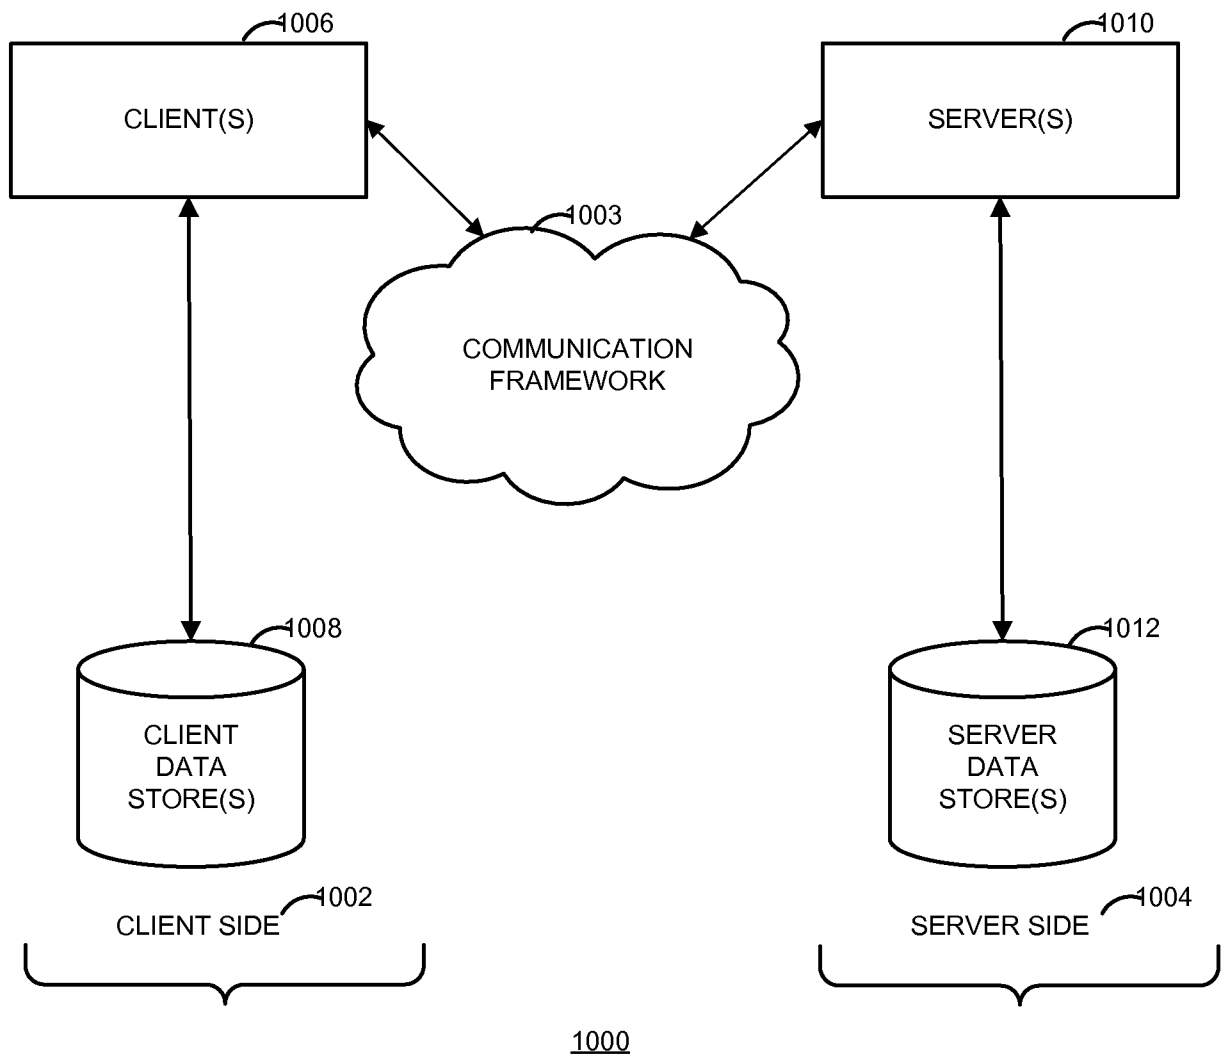 1006
1010
CLIENT(S)
SERVER(S)
1003
COMMUNICATION
FRAMEWORK
1008
1012
CLIENT
DATA
STORE(S)
SERVER
DATA
STORE(S)
1002
CLIENT SIDE
1004
SERVER SIDE
1000